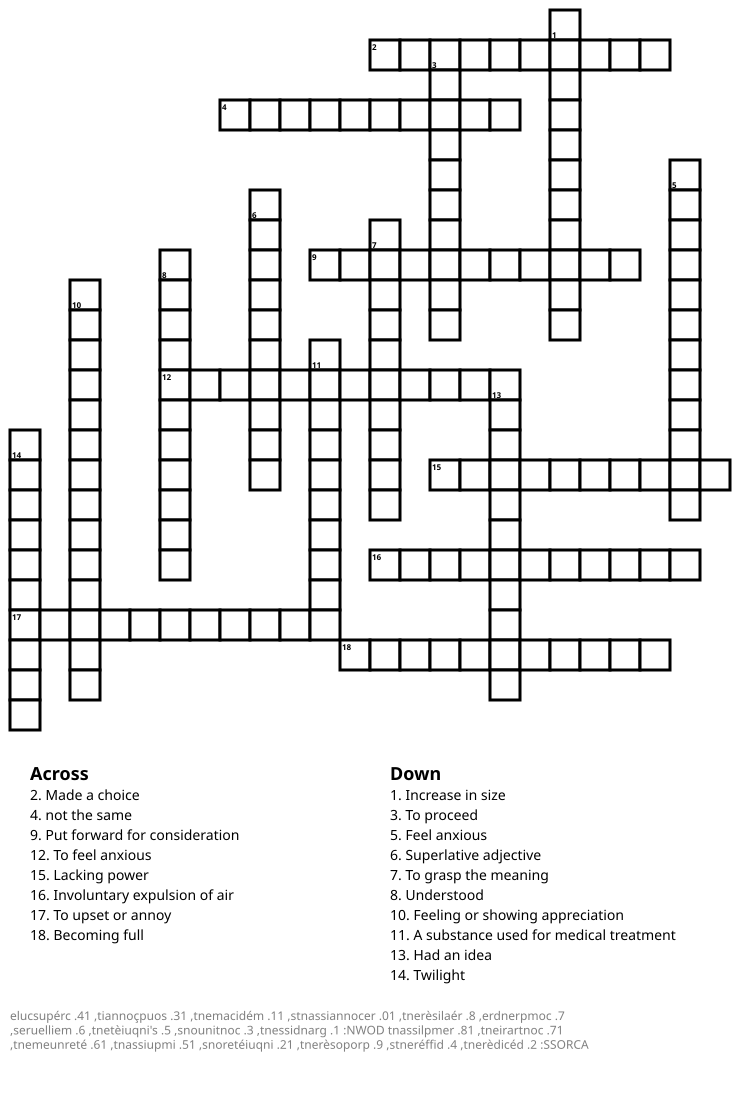 1
2
3
4
5
6
7
9
8
10
11
12
13
14
15
16
17
18
Across
2. Made a choice
4. not the same
9. Put forward for consideration
12. To feel anxious
15. Lacking power
16. Involuntary expulsion of air
17. To upset or annoy
18. Becoming full
Down
1. Increase in size
3. To proceed
5. Feel anxious
6. Superlative adjective
7. To grasp the meaning
8. Understood
10. Feeling or showing appreciation
11. A substance used for medical treatment
13. Had an idea
14. Twilight
elucsupérc .41 ,tiannoçpuos .31 ,tnemacidém .11 ,stnassiannocer .01 ,tnerèsilaér .8 ,erdnerpmoc .7
,seruelliem .6 ,tnetèiuqni's .5 ,snounitnoc .3 ,tnessidnarg .1 :NWOD tnassilpmer .81 ,tneirartnoc .71
,tnemeunreté .61 ,tnassiupmi .51 ,snoretéiuqni .21 ,tnerèsoporp .9 ,stneréffid .4 ,tnerèdicéd .2 :SSORCA